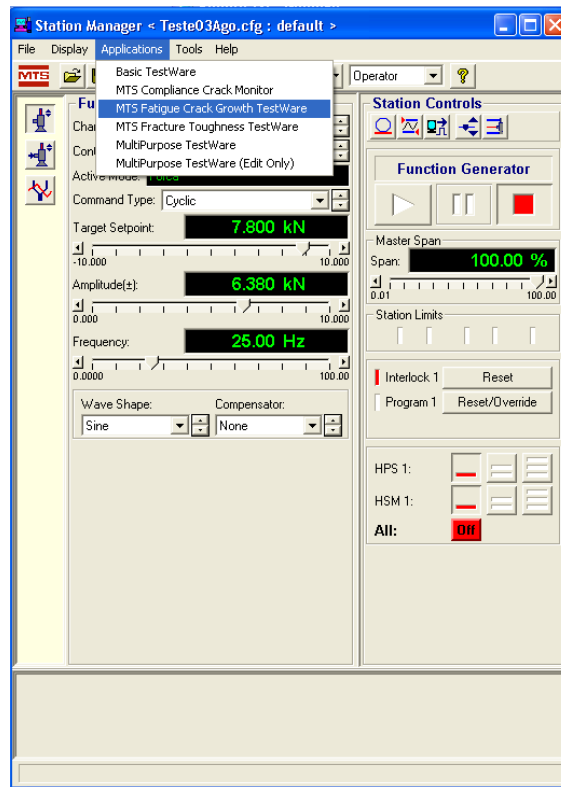 Station Manager < Teste03Ago.cfg : default >
File Display Applications Tools Help
MTS Operator
Basic TestWare
MTS Compliance Crack Monitor
MTS Fatigue Crack Growth TestWare
MTS Fracture Toughness TestWare
MultiPurpose TestWare
MultiPurpose TestWare (Edit Only)
Fu
Cha
Cont
Active Mode: Force
Command Type: Cyclic
Target Setpoint: 7.800 kN
-10.000 10.000
Amplitude(±): 6.380 kN
0.000 10.000
Frequency: 25.00 Hz
0.0000 100.00
Wave Shape: Compensator:
Sine None
Station Controls
Function Generator
Master Span
Span: 100.00 %
0.01 100.00
Station Limits
Interlock 1 Reset
Program 1 Reset/Override
HPS 1:
HSM 1:
All: Off